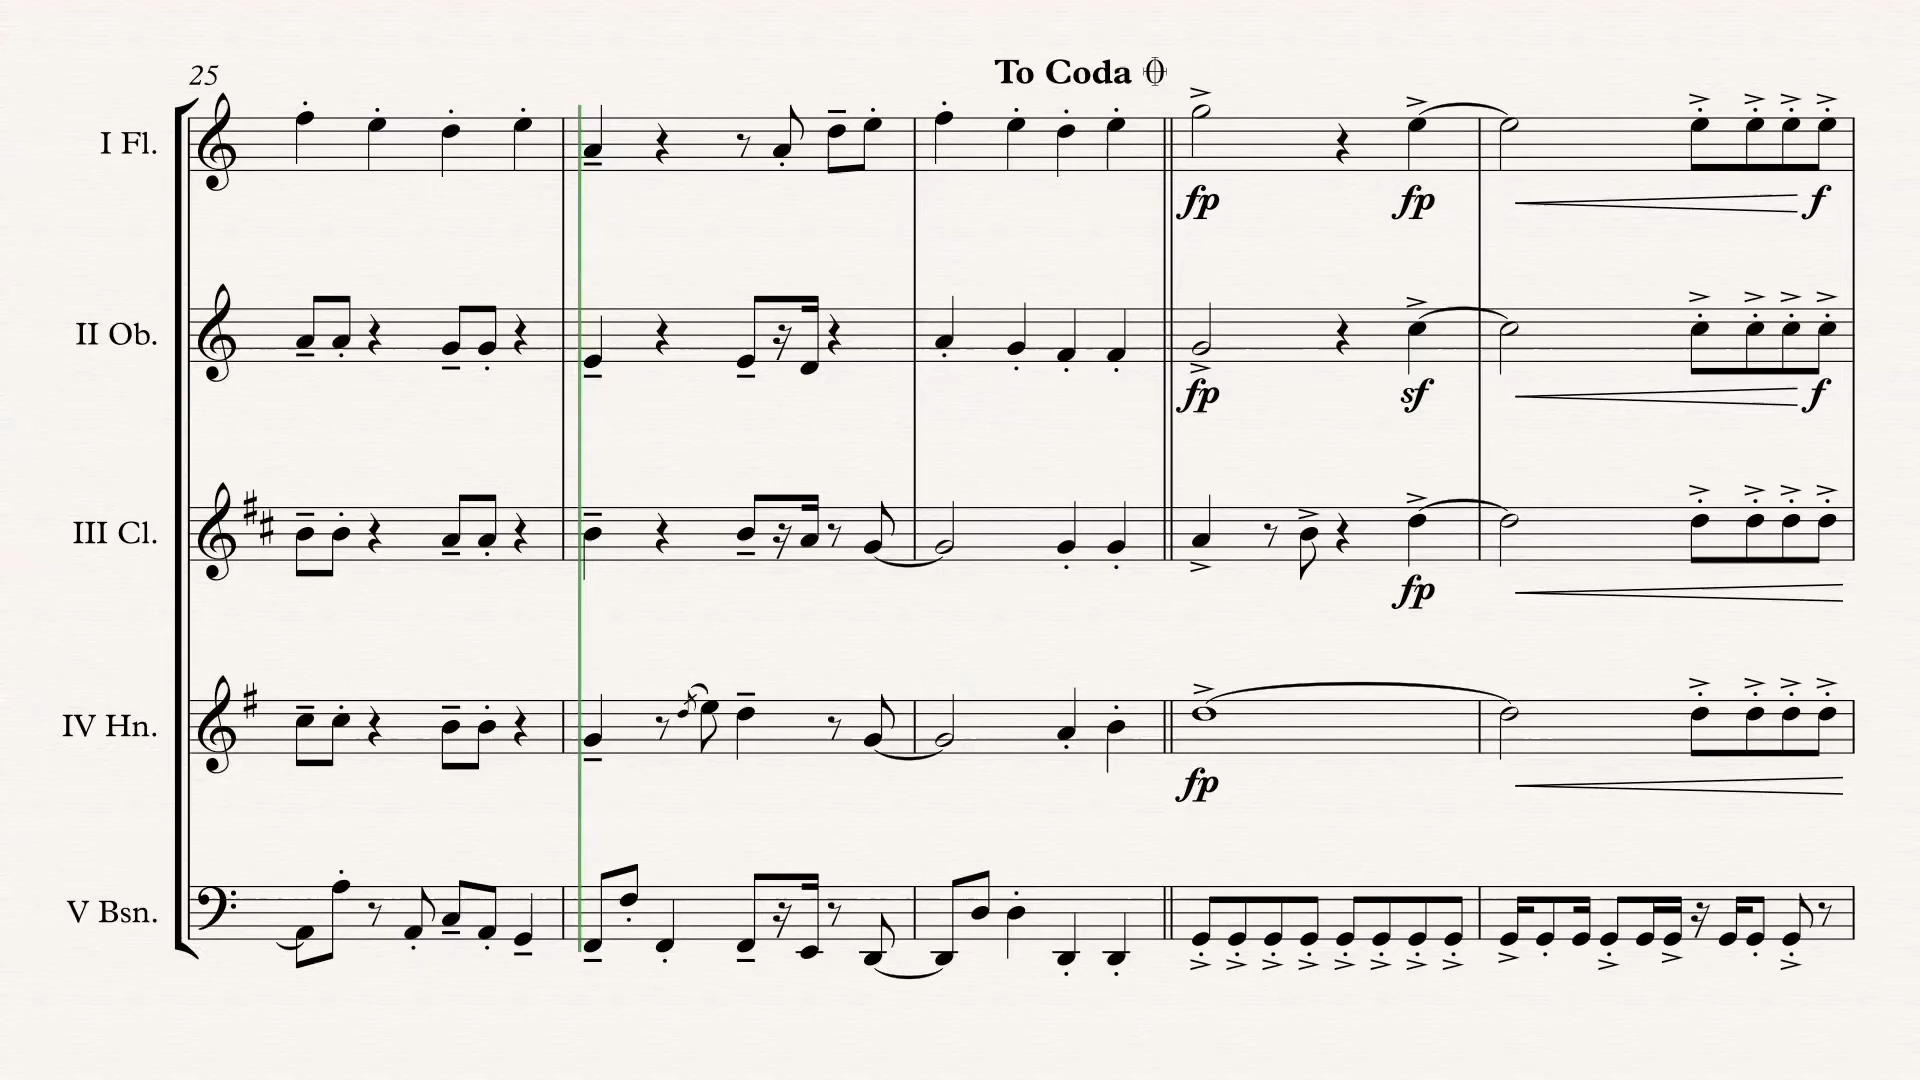 25
To Coda
I Fl.
fp fp f
II Ob.
fp sf f
III Cl.
fp
IV Hn.
fp
V Bsn.